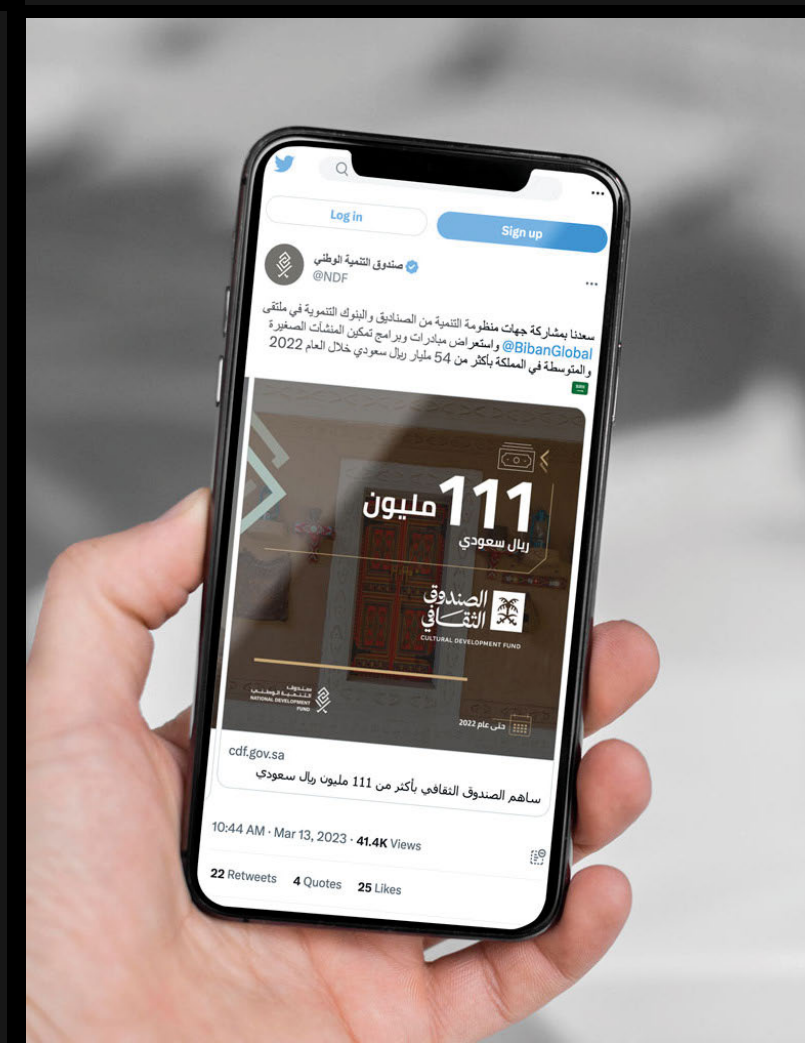 Log in
Sign up
صندوق التنمية الوطني
@NDF
سعدنا بمشاركة جهات منظومة التنمية من الصناديق والبنوك التنموية في ملتقى
@BibanGlobal واستعراض مبادرات وبرامج تمكين المنشآت الصغيرة
والمتوسطة في المملكة بأكثر من 54 مليار ريال سعودي خلال العام 2022
111 مليون
ريال سعودي
الصندوق
الثقافي
CULTURAL DEVELOPMENT FUND
صندوق
التنمية الوطني
NATIONAL DEVELOPMENT
FUND
حتى عام 2022
cdf.gov.sa
ساهم الصندوق الثقافي بأكثر من 111 مليون ريال سعودي
10:44 AM · Mar 13, 2023 · 41.4K Views
22 Retweets 4 Quotes 25 Likes